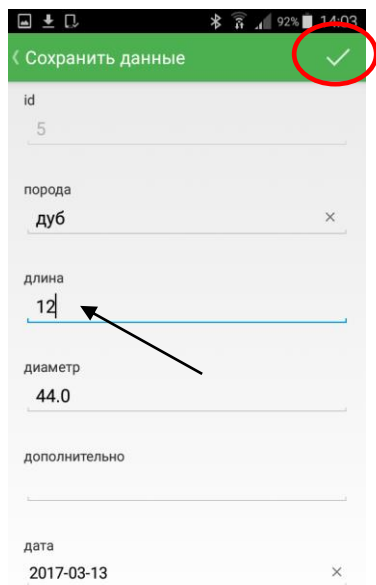 92% 14:03
Сохранить данные
id
5
порода
дуб
длина
12
диаметр
44.0
дополнительно
дата
2017-03-13